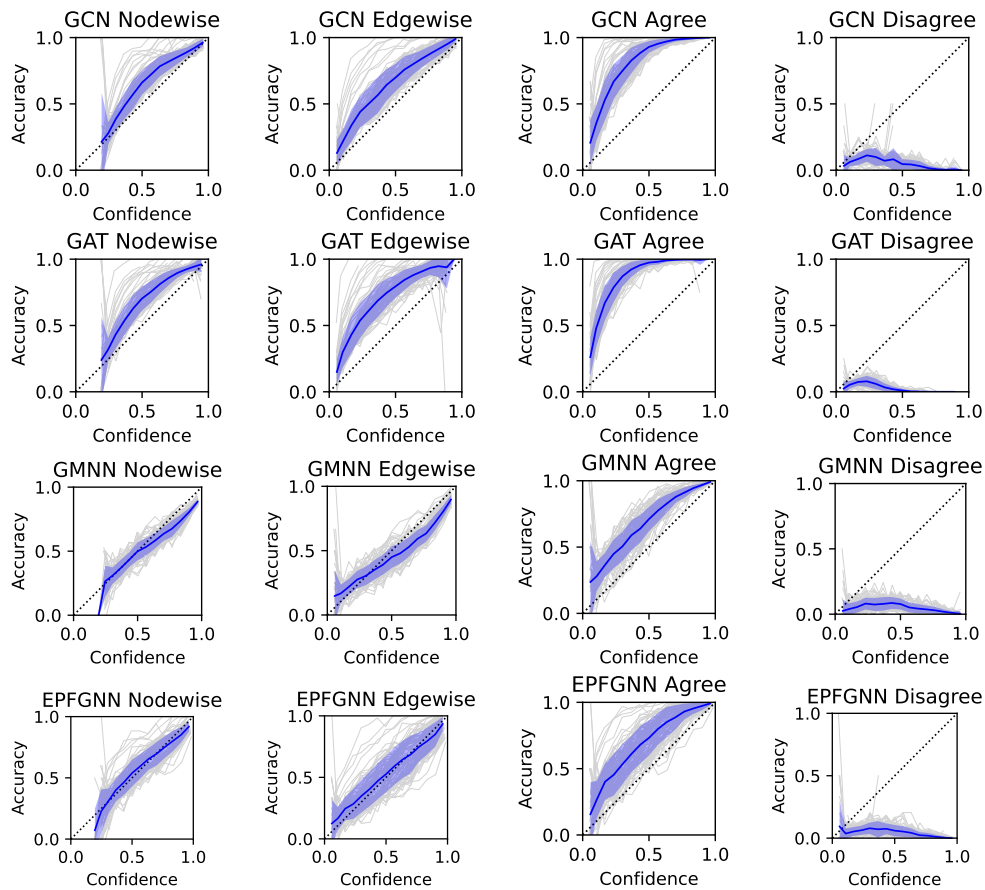 GCN Nodewise
GCN Edgewise
GCN Agree
GCN Disagree
1.0
0.5
0.0
Accuracy
0.0 0.5 1.0
Confidence
1.0
0.5
0.0
Accuracy
0.0 0.5 1.0
Confidence
1.0
0.5
0.0
Accuracy
0.0 0.5 1.0
Confidence
1.0
0.5
0.0
Accuracy
0.0 0.5 1.0
Confidence
GAT Nodewise
GAT Edgewise
GAT Agree
GAT Disagree
1.0
0.5
0.0
Accuracy
0.0 0.5 1.0
Confidence
1.0
0.5
0.0
Accuracy
0.0 0.5 1.0
Confidence
1.0
0.5
0.0
Accuracy
0.0 0.5 1.0
Confidence
1.0
0.5
0.0
Accuracy
0.0 0.5 1.0
Confidence
GMNN Nodewise
GMNN Edgewise
GMNN Agree
GMNN Disagree
1.0
0.5
0.0
Accuracy
0.0 0.5 1.0
Confidence
1.0
0.5
0.0
Accuracy
0.0 0.5 1.0
Confidence
1.0
0.5
0.0
Accuracy
0.0 0.5 1.0
Confidence
1.0
0.5
0.0
Accuracy
0.0 0.5 1.0
Confidence
EPFGNN Nodewise
EPFGNN Edgewise
EPFGNN Agree
EPFGNN Disagree
1.0
0.5
0.0
Accuracy
0.0 0.5 1.0
Confidence
1.0
0.5
0.0
Accuracy
0.0 0.5 1.0
Confidence
1.0
0.5
0.0
Accuracy
0.0 0.5 1.0
Confidence
1.0
0.5
0.0
Accuracy
0.0 0.5 1.0
Confidence